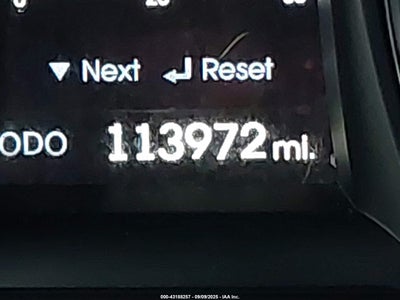 ▼ Next ↵ Reset
ODO 113972 mi.
000-43188257 - 09/09/2025 - IAA Inc.